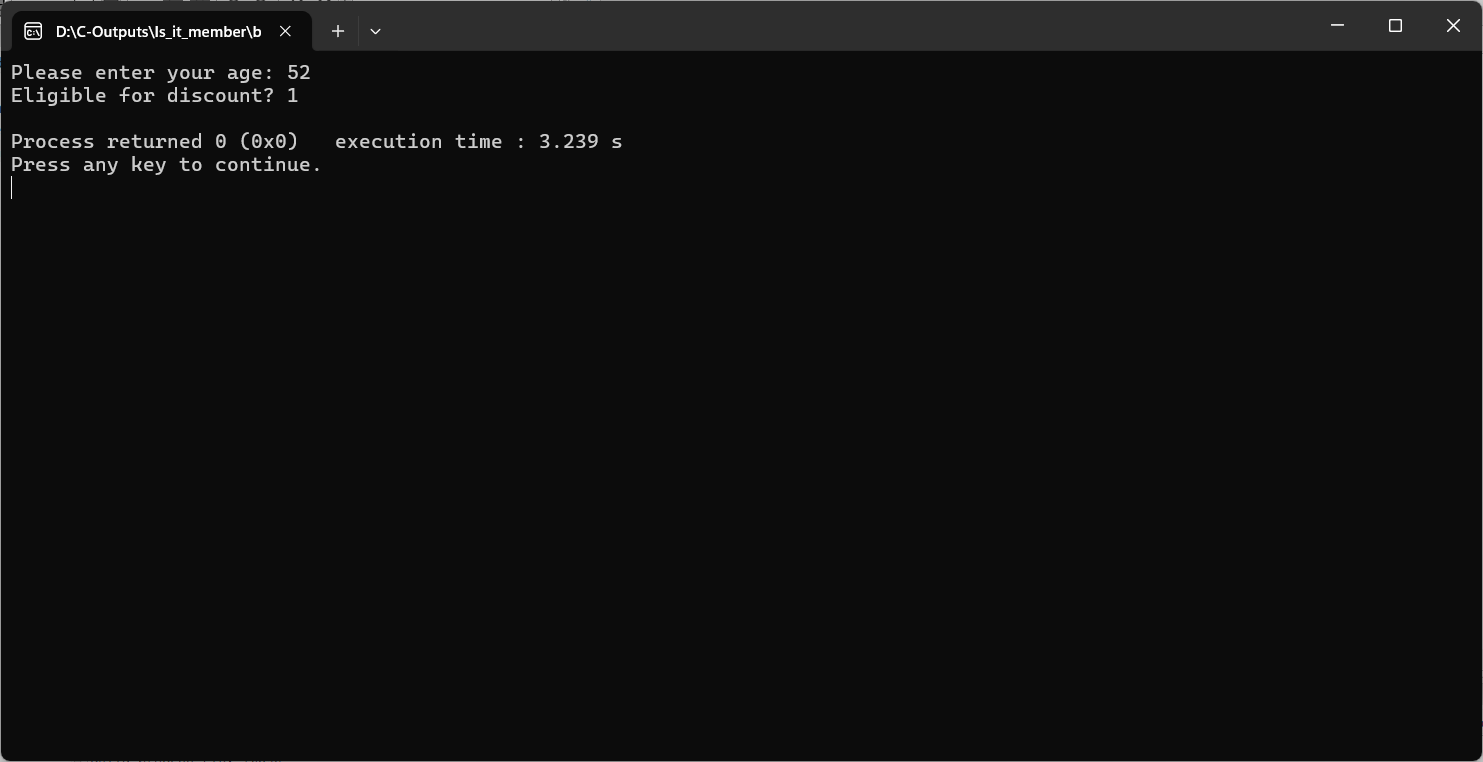 D:\C-Outputs\Is_it_member\b
Please enter your age: 52
Eligible for discount? 1
Process returned 0 (0x0)   execution time : 3.239 s
Press any key to continue.